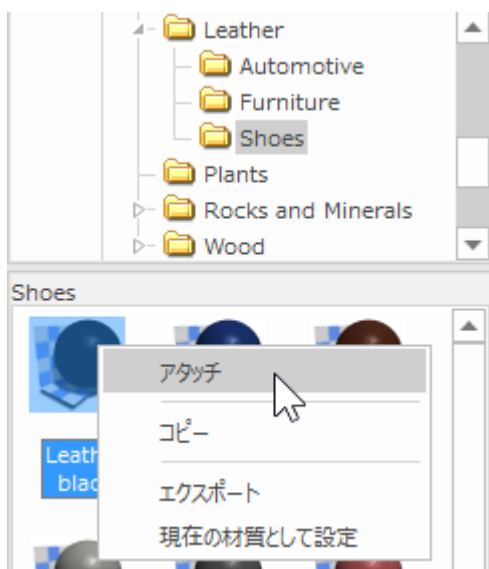 Leather
Automotive
Furniture
Shoes
Plants
Rocks and Minerals
Wood
Shoes
アタッチ
コピー
エクスポート
現在の材質として設定